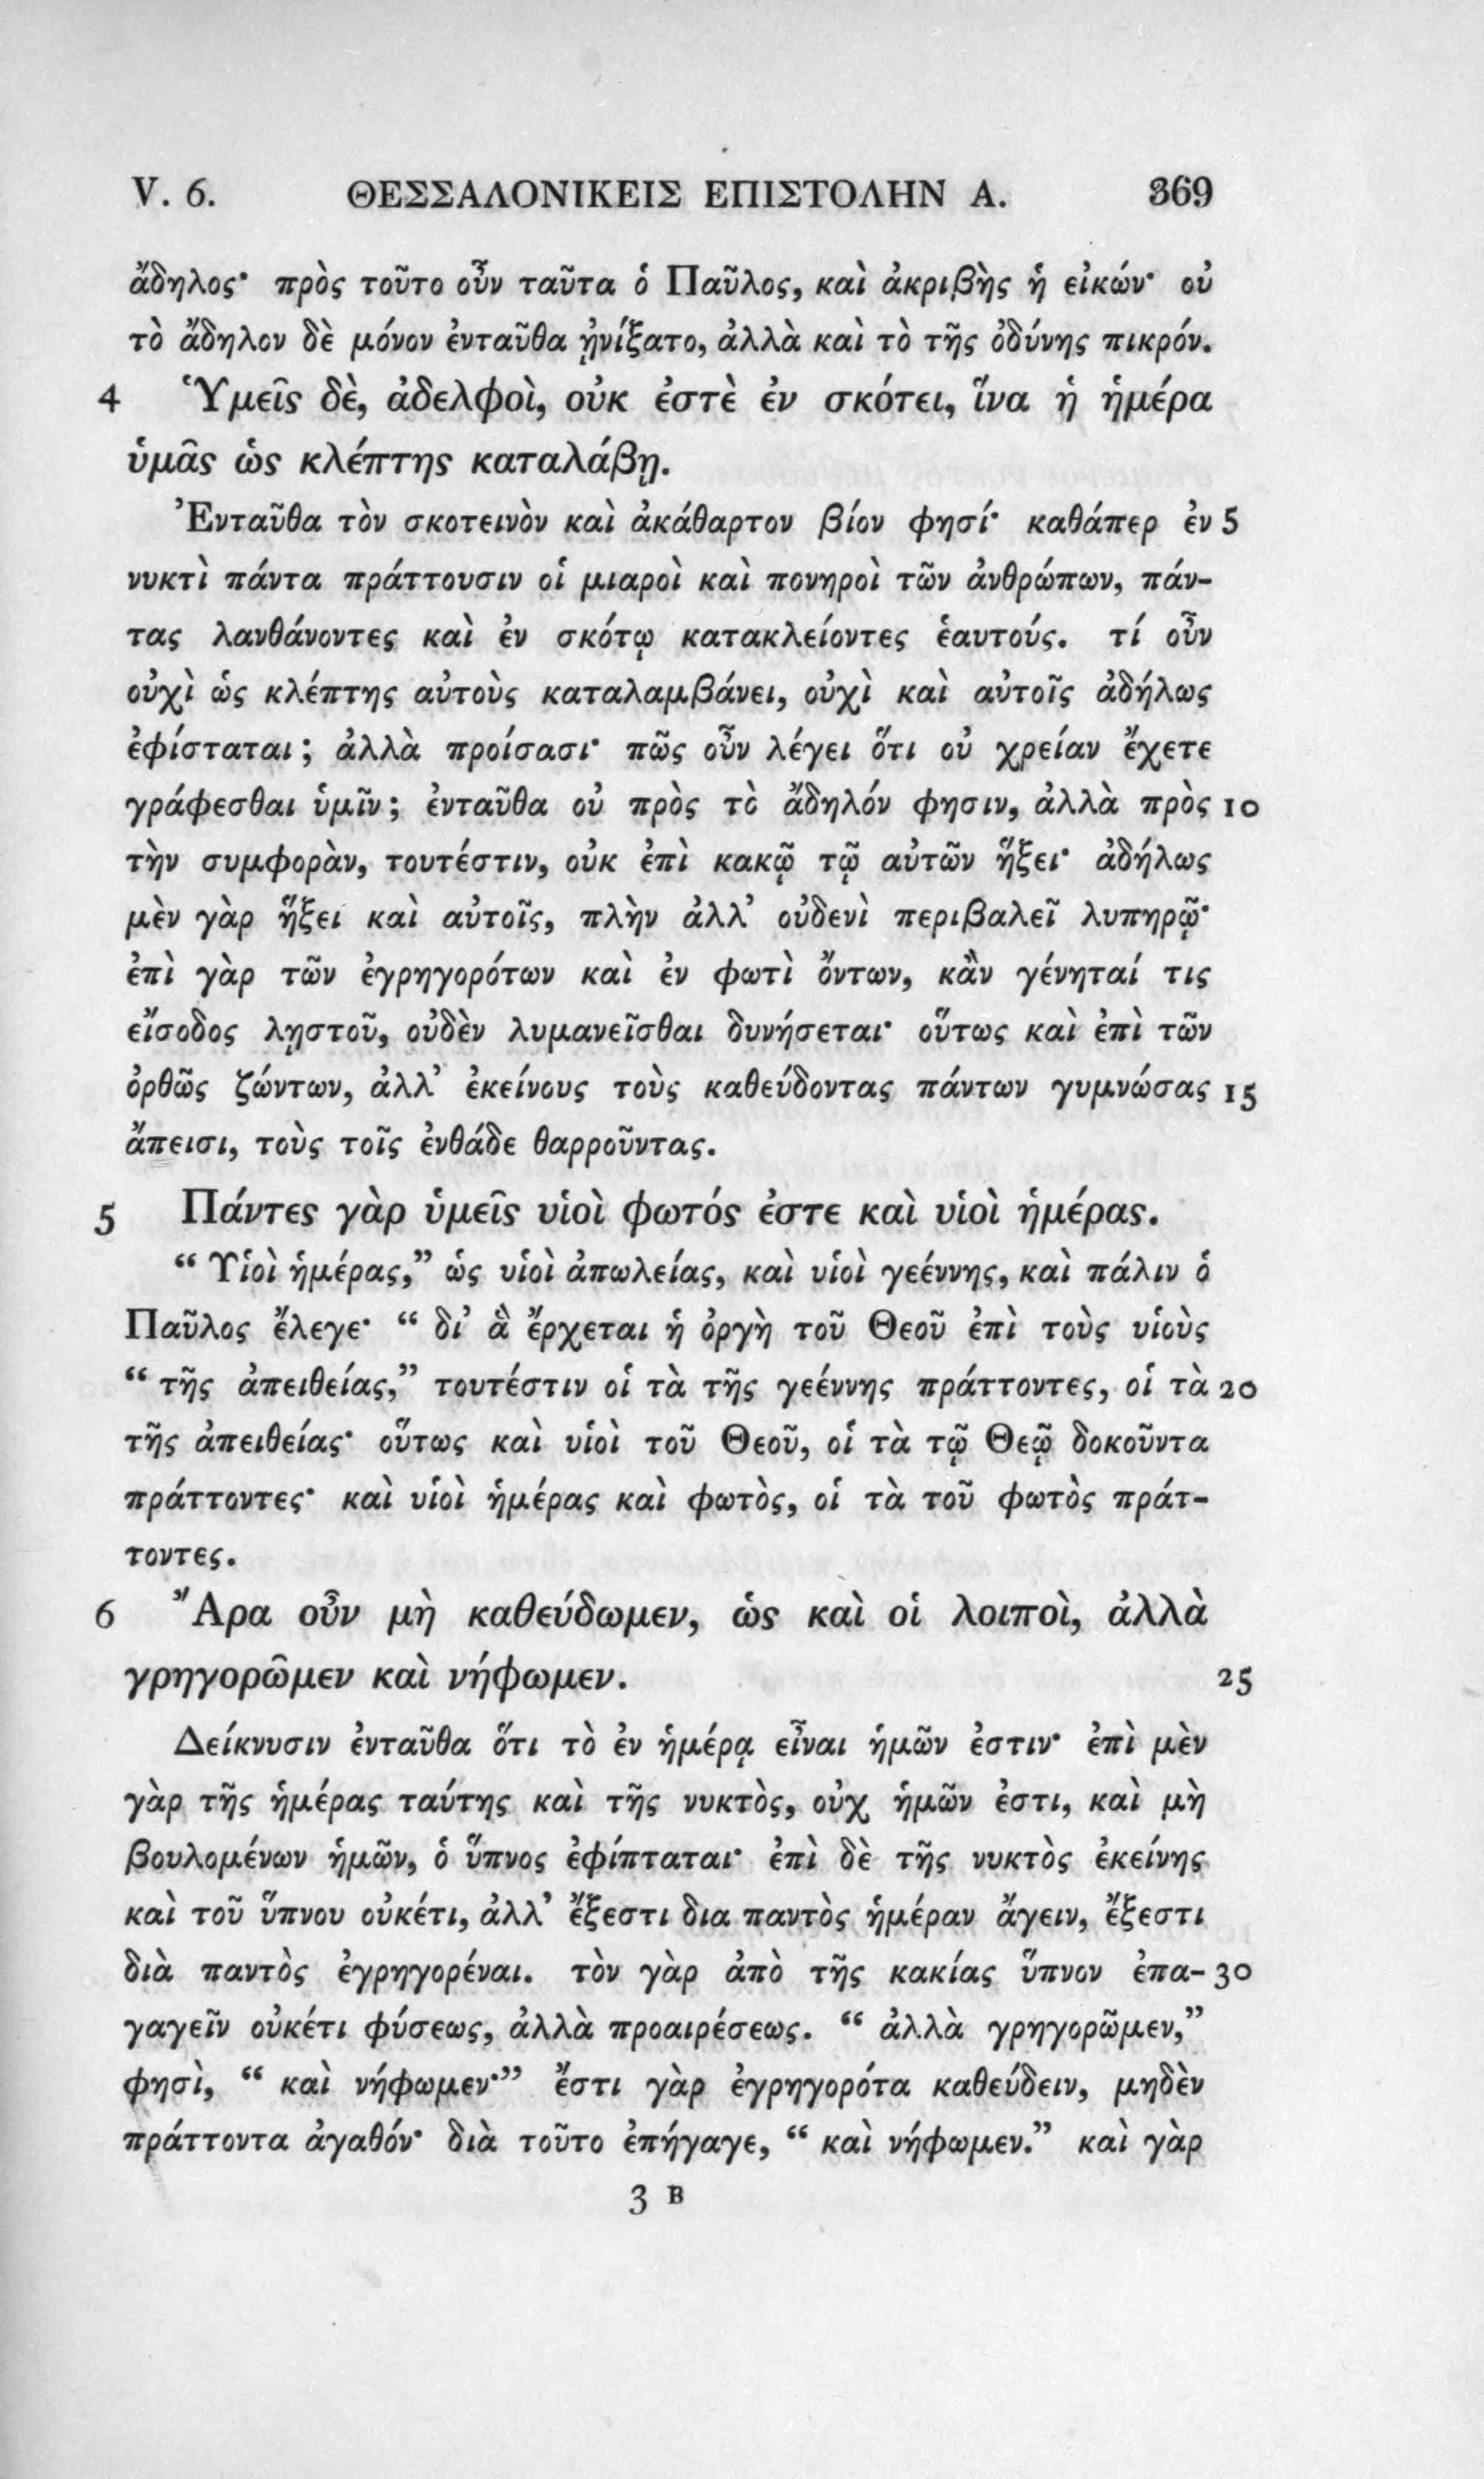 V. 6. ΘΕΣΣΑΛΟΝΙΚΕΙΣ ΕΠΙΣΤΟΛΗΝ Α. 369
ἄδηλος· πρὸς τοῦτο οὖν ταῦτα ὁ Παῦλος, καὶ ἀκριβὴς ἡ εἰκών· οὐ
τὸ ἄδηλον δὲ μόνον ἐνταῦθα ᾐνίξατο, ἀλλὰ καὶ τὸ τῆς ὀδύνης πικρόν.
4 Ὑμεῖς δὲ, ἀδελφοὶ, οὐκ ἐστὲ ἐν σκότει, ἵνα ἡ ἡμέρα
ὑμᾶς ὡς κλέπτης καταλάβῃ.
Ἐνταῦθα τὸν σκοτεινὸν καὶ ἀκάθαρτον βίον φησί· καθάπερ ἐν 5
νυκτὶ πάντα πράττουσιν οἱ μιαροὶ καὶ πονηροὶ τῶν ἀνθρώπων, πάν-
τας λανθάνοντες καὶ ἐν σκότῳ κατακλείοντες ἑαυτούς. τί οὖν
οὐχὶ ὡς κλέπτης αὐτοὺς καταλαμβάνει, οὐχὶ καὶ αὐτοῖς ἀδήλως
ἐφίσταται; ἀλλὰ προίσασι· πῶς οὖν λέγει ὅτι οὐ χρείαν ἔχετε
γράφεσθαι ὑμῖν; ἐνταῦθα οὐ πρὸς τὸ ἄδηλόν φησιν, ἀλλὰ πρὸς 10
τὴν συμφορὰν, τουτέστιν, οὐκ ἐπὶ κακῷ τῷ αὐτῶν ἥξει· ἀδήλως
μὲν γὰρ ἥξει καὶ αὐτοῖς, πλὴν ἀλλ' οὐδενὶ περιβαλεῖ λυπηρῷ·
ἐπὶ γὰρ τῶν ἐγρηγορότων καὶ ἐν φωτὶ ὄντων, κἂν γένηταί τις
εἴσοδος λῃστοῦ, οὐδὲν λυμανεῖσθαι δυνήσεται· οὕτως καὶ ἐπὶ τῶν
ὀρθῶς ζώντων, ἀλλ' ἐκείνους τοὺς καθεύδοντας πάντων γυμνώσας 15
ἄπεισι, τοὺς τοῖς ἐνθάδε θαρροῦντας.
5 Πάντες γὰρ ὑμεῖς υἱοὶ φωτός ἐστε καὶ υἱοὶ ἡμέρας.
“ Υἱοὶ ἡμέρας,” ὡς υἱοὶ ἀπωλείας, καὶ υἱοὶ γεέννης, καὶ πάλιν ὁ
Παῦλος ἔλεγε· “ δι' ἃ ἔρχεται ἡ ὀργὴ τοῦ Θεοῦ ἐπὶ τοὺς υἱοὺς
“ τῆς ἀπειθείας,” τουτέστιν οἱ τὰ τῆς γεέννης πράττοντες, οἱ τὰ 20
τῆς ἀπειθείας· οὕτως καὶ υἱοὶ τοῦ Θεοῦ, οἱ τὰ τῷ Θεῷ δοκοῦντα
πράττοντες· καὶ υἱοὶ ἡμέρας καὶ φωτὸς, οἱ τὰ τοῦ φωτὸς πράτ-
τοντες.
6 Ἄρα οὖν μὴ καθεύδωμεν, ὡς καὶ οἱ λοιποὶ, ἀλλὰ
γρηγορῶμεν καὶ νήφωμεν. 25
Δείκνυσιν ἐνταῦθα ὅτι τὸ ἐν ἡμέρᾳ εἶναι ἡμῶν ἐστιν· ἐπὶ μὲν
γὰρ τῆς ἡμέρας ταύτης καὶ τῆς νυκτὸς, οὐχ ἡμῶν ἐστι, καὶ μὴ
βουλομένων ἡμῶν, ὁ ὕπνος ἐφίπταται· ἐπὶ δὲ τῆς νυκτὸς ἐκείνης
καὶ τοῦ ὕπνου οὐκέτι, ἀλλ' ἔξεστι δια παντὸς ἡμέραν ἄγειν, ἔξεστι
διὰ παντὸς ἐγρηγορέναι. τὸν γὰρ ἀπὸ τῆς κακίας ὕπνον ἐπα- 30
γαγεῖν οὐκέτι φύσεως, ἀλλὰ προαιρέσεως. “ ἀλλὰ γρηγορῶμεν,”
φησὶ, “ καὶ νήφωμεν·” ἔστι γὰρ ἐγρηγορότα καθεύδειν, μηδὲν
πράττοντα ἀγαθόν· διὰ τοῦτο ἐπήγαγε, “ καὶ νήφωμεν.” καὶ γὰρ
3 B